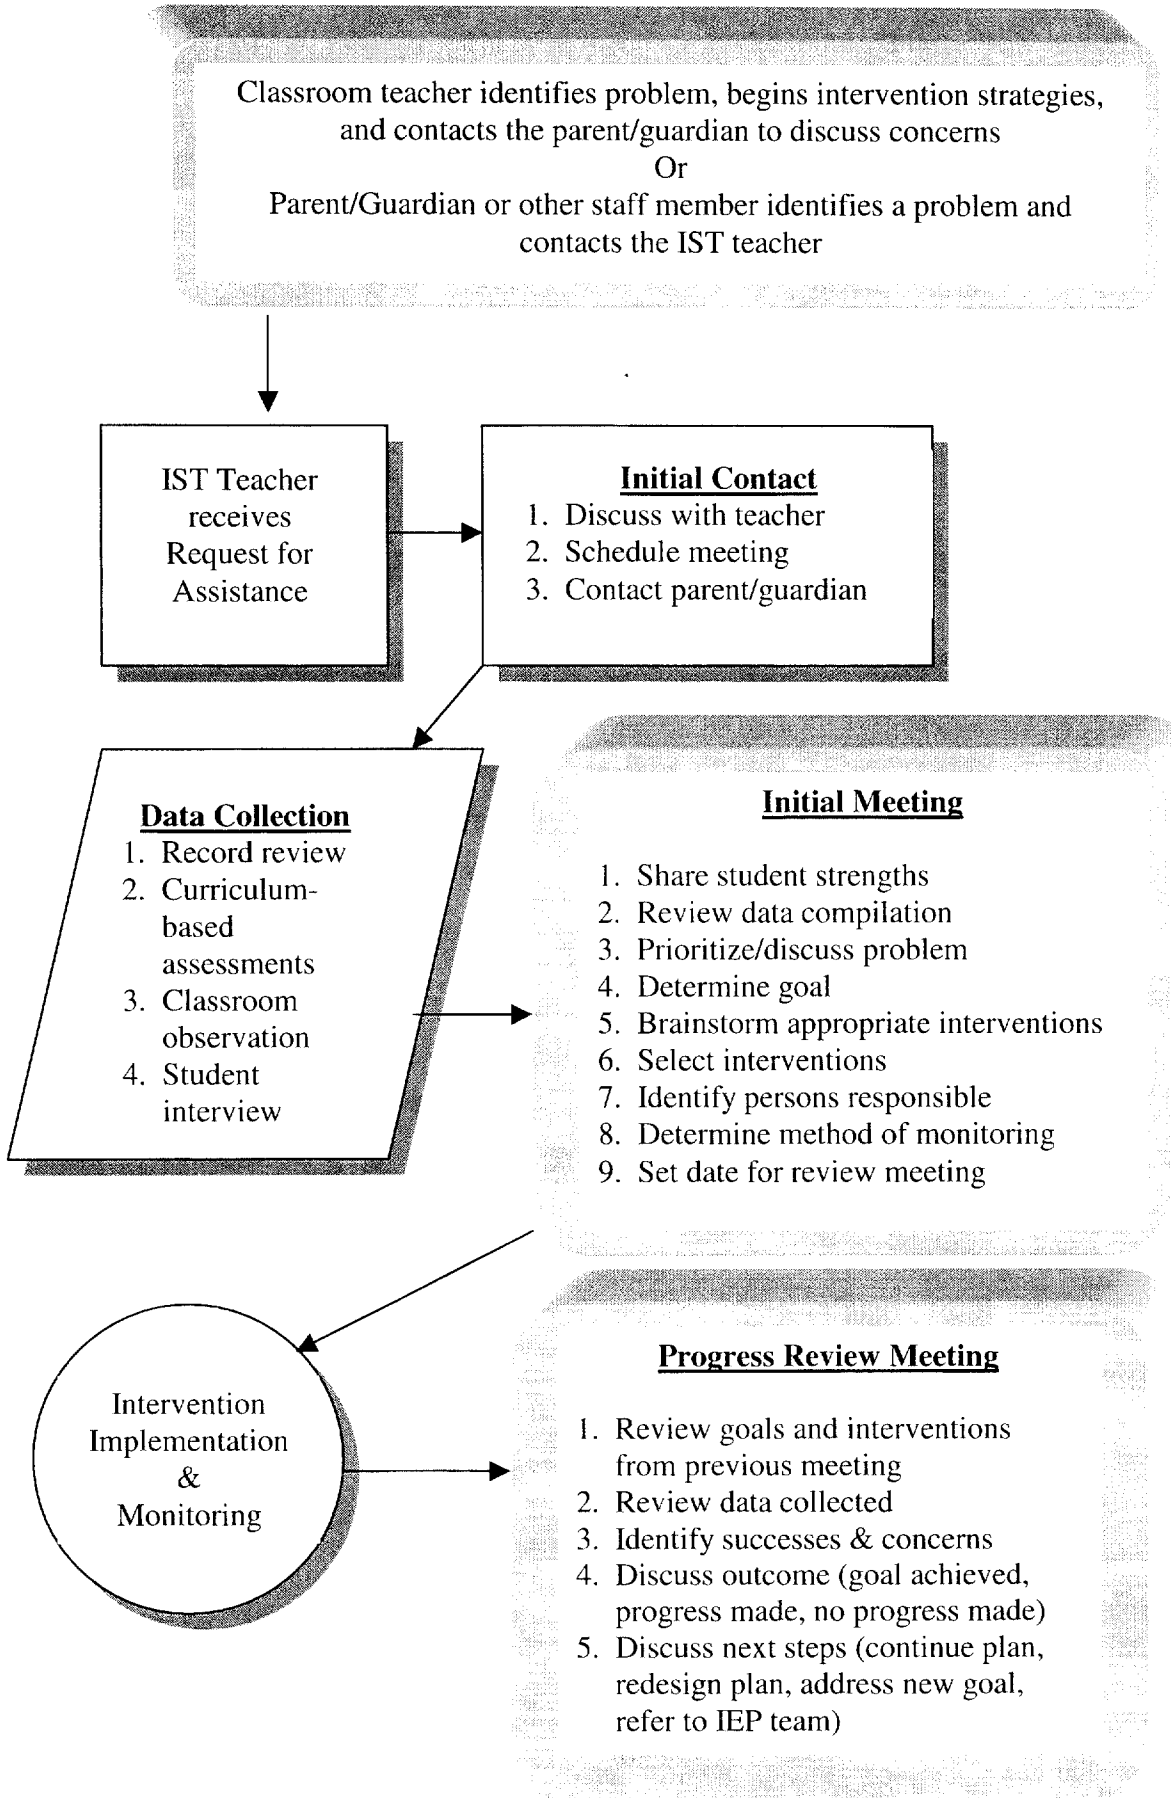 Classroom teacher identifies problem, begins intervention strategies,
and contacts the parent/guardian to discuss concerns
Or
Parent/Guardian or other staff member identifies a problem and
contacts the IST teacher
IST Teacher
receives
Request for
Assistance
Initial Contact
1. Discuss with teacher
2. Schedule meeting
3. Contact parent/guardian
Data Collection
1. Record review
2. Curriculum-
based
assessments
3. Classroom
observation
4. Student
interview
Initial Meeting
1. Share student strengths
2. Review data compilation
3. Prioritize/discuss problem
4. Determine goal
5. Brainstorm appropriate interventions
6. Select interventions
7. Identify persons responsible
8. Determine method of monitoring
9. Set date for review meeting
Intervention
Implementation
&
Monitoring
Progress Review Meeting
1. Review goals and interventions
from previous meeting
2. Review data collected
3. Identify successes & concerns
4. Discuss outcome (goal achieved,
progress made, no progress made)
5. Discuss next steps (continue plan,
redesign plan, address new goal,
refer to IEP team)